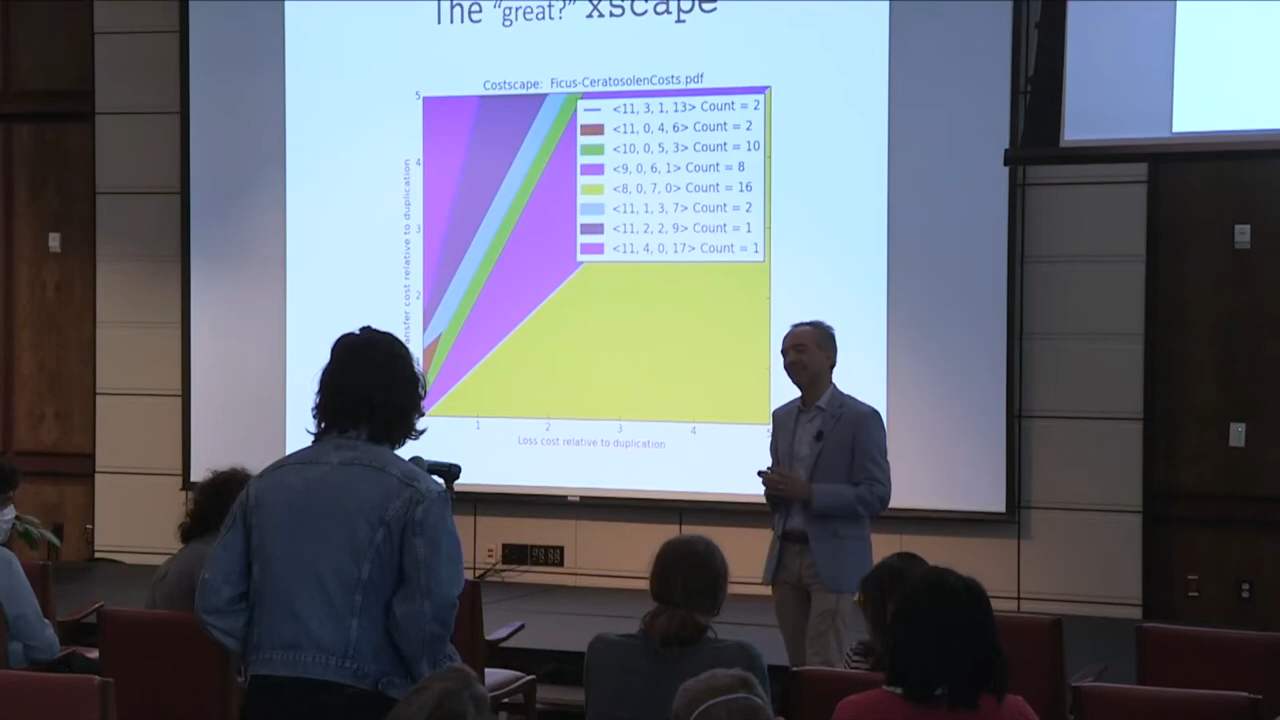 The "great?" xscape
Costscape: Ficus-CeratosolenCosts.pdf
5
<11, 3, 1, 13> Count = 2
<11, 0, 4, 6> Count = 2
<10, 0, 5, 3> Count = 10
<9, 0, 6, 1> Count = 8
<8, 0, 7, 0> Count = 16
<11, 1, 3, 7> Count = 2
<11, 2, 2, 9> Count = 1
<11, 4, 0, 17> Count = 1
4
3
2
cost relative to duplication
1 2 3 4 5
Loss cost relative to duplication